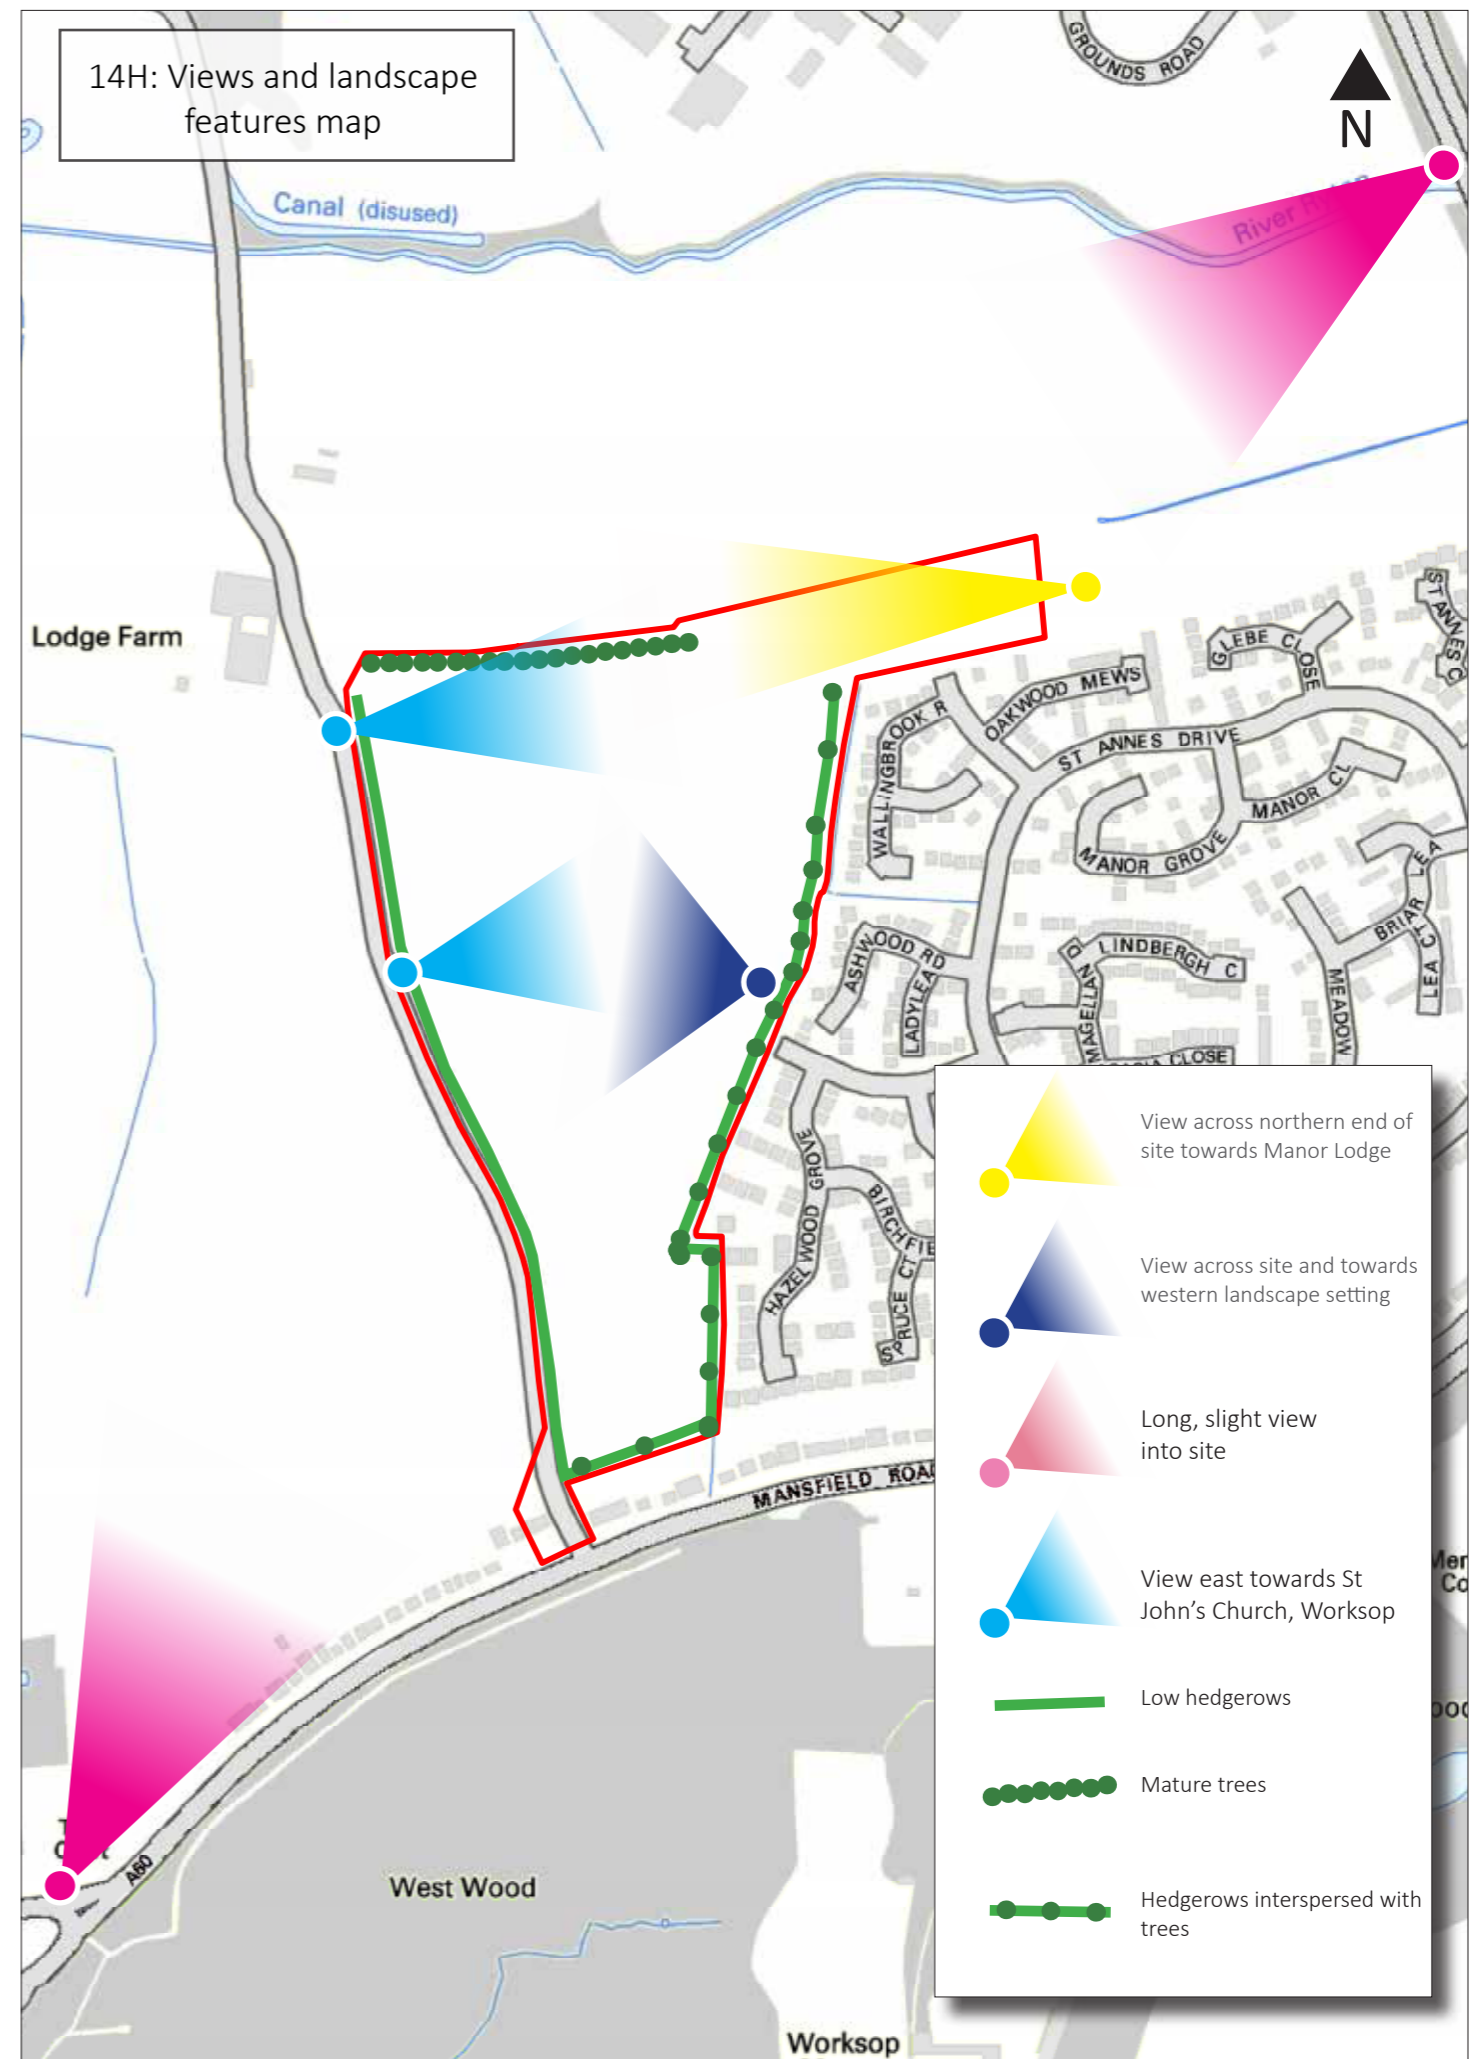 14H: Views and landscape
features map
GROUNDS ROAD
N
Canal (disused)
River
Lodge Farm
ST ANNES C
GLEBE CLOSE
OAKWOOD MEWS
WALLINGBROOK R
ST ANNES DRIVE
MANOR CL
MANOR GROVE
BRIAR LEA
LEA CT
ASHWOOD RD
LADYLEA
LINDBERGH C
MAGELLAN
D
MEADOW
CLOSE
HAZELWOOD GROVE
BIRCHFIE
SPRUCE CT
MANSFIELD ROA
View across northern end of
site towards Manor Lodge
View across site and towards
western landscape setting
Long, slight view
into site
View east towards St
John's Church, Worksop
Low hedgerows
Mature trees
Hedgerows interspersed with
trees
Mer
Co
A60
West Wood
Worksop